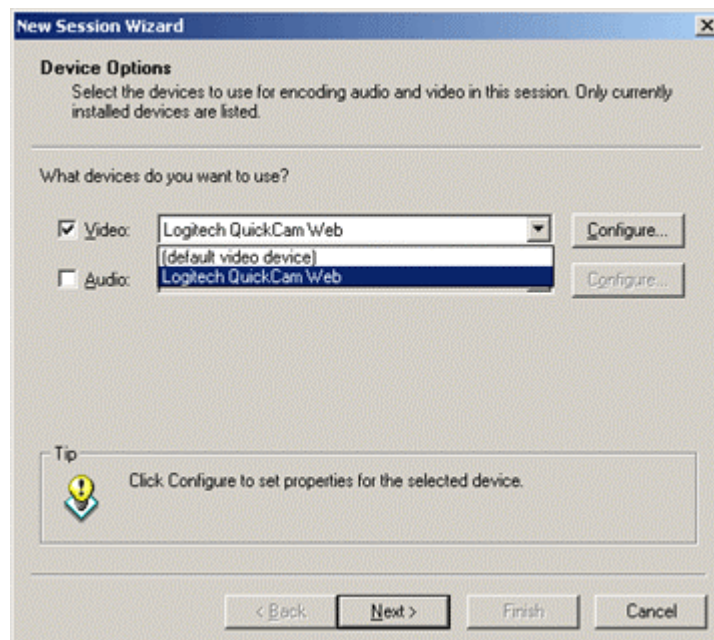 New Session Wizard
Device Options
Select the devices to use for encoding audio and video in this session. Only currently
installed devices are listed.
What devices do you want to use?
Video:
Logitech QuickCam Web
Configure...
(default video device)
Audio:
Logitech QuickCam Web
Configure...
Tip
Click Configure to set properties for the selected device.
< Back
Next >
Finish
Cancel